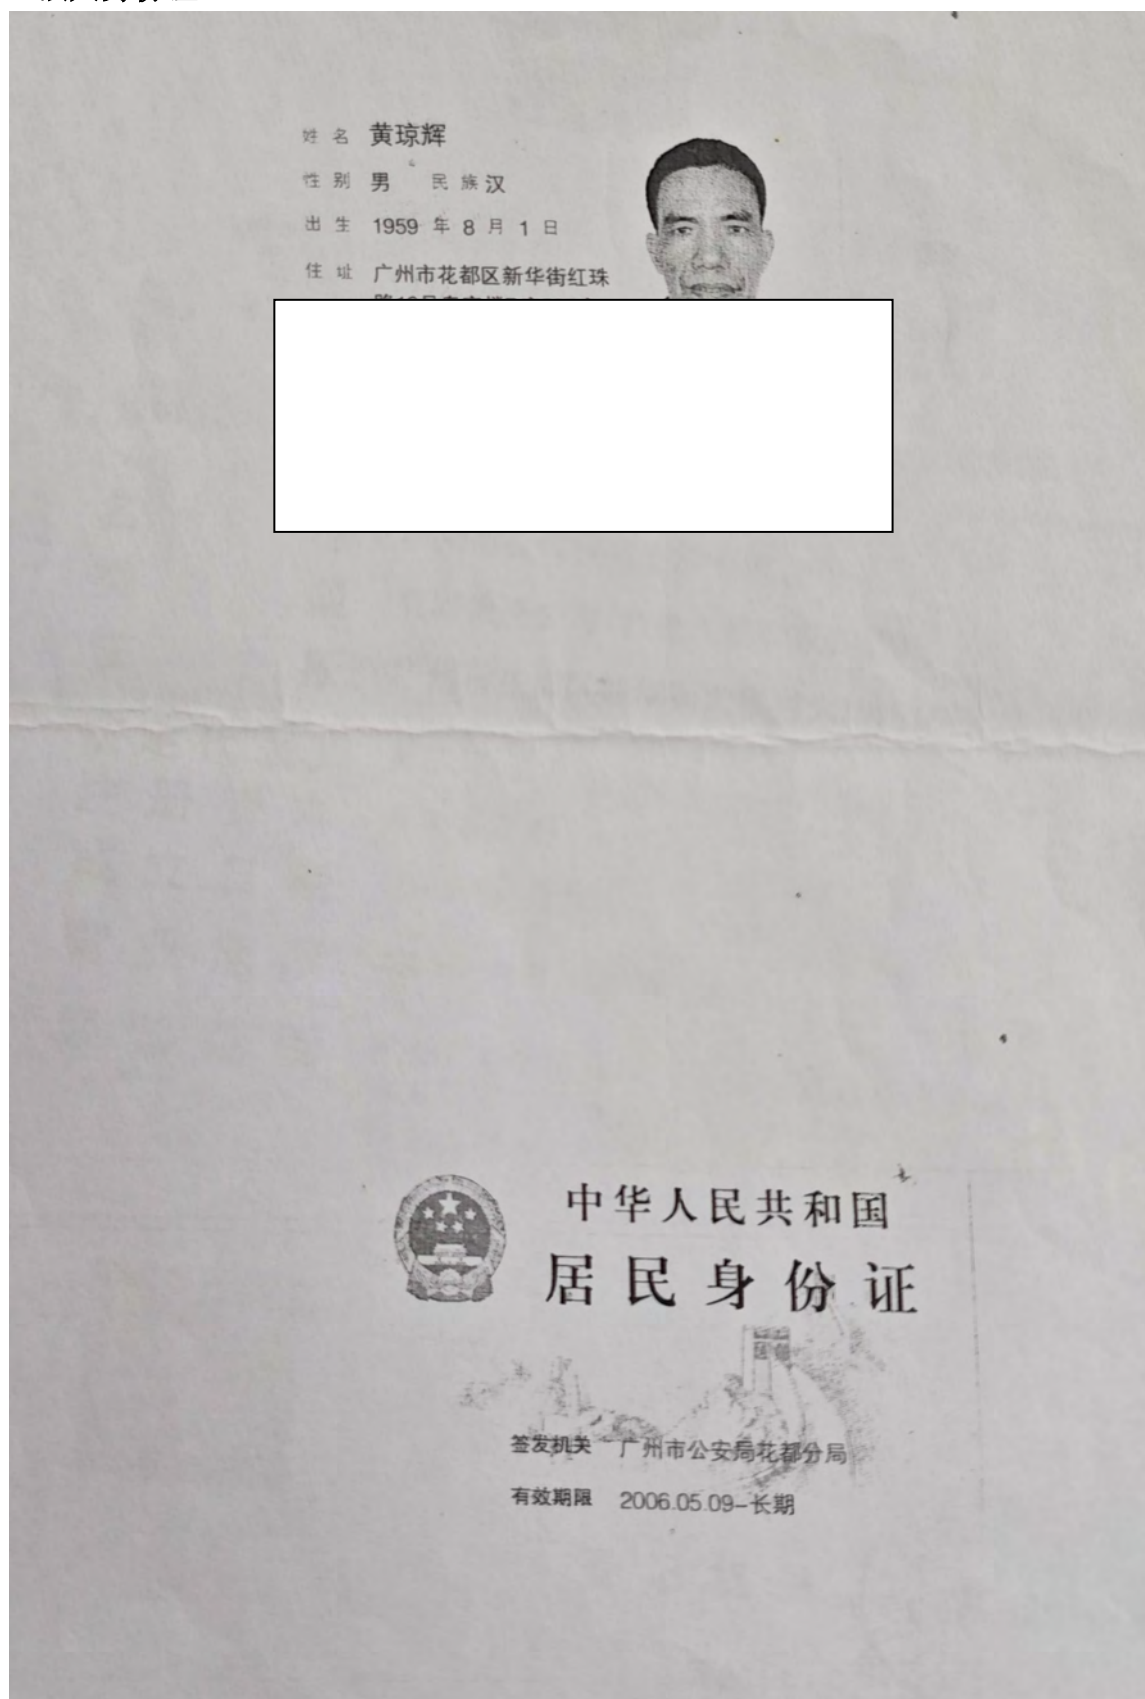 姓名 黄琼辉
性别 男 民族 汉
出生 1959 年 8 月 1 日
住址 广州市花都区新华街红珠
中华人民共和国
居民身份证
签发机关 广州市公安局花都分局
有效期限 2006.05.09-长期